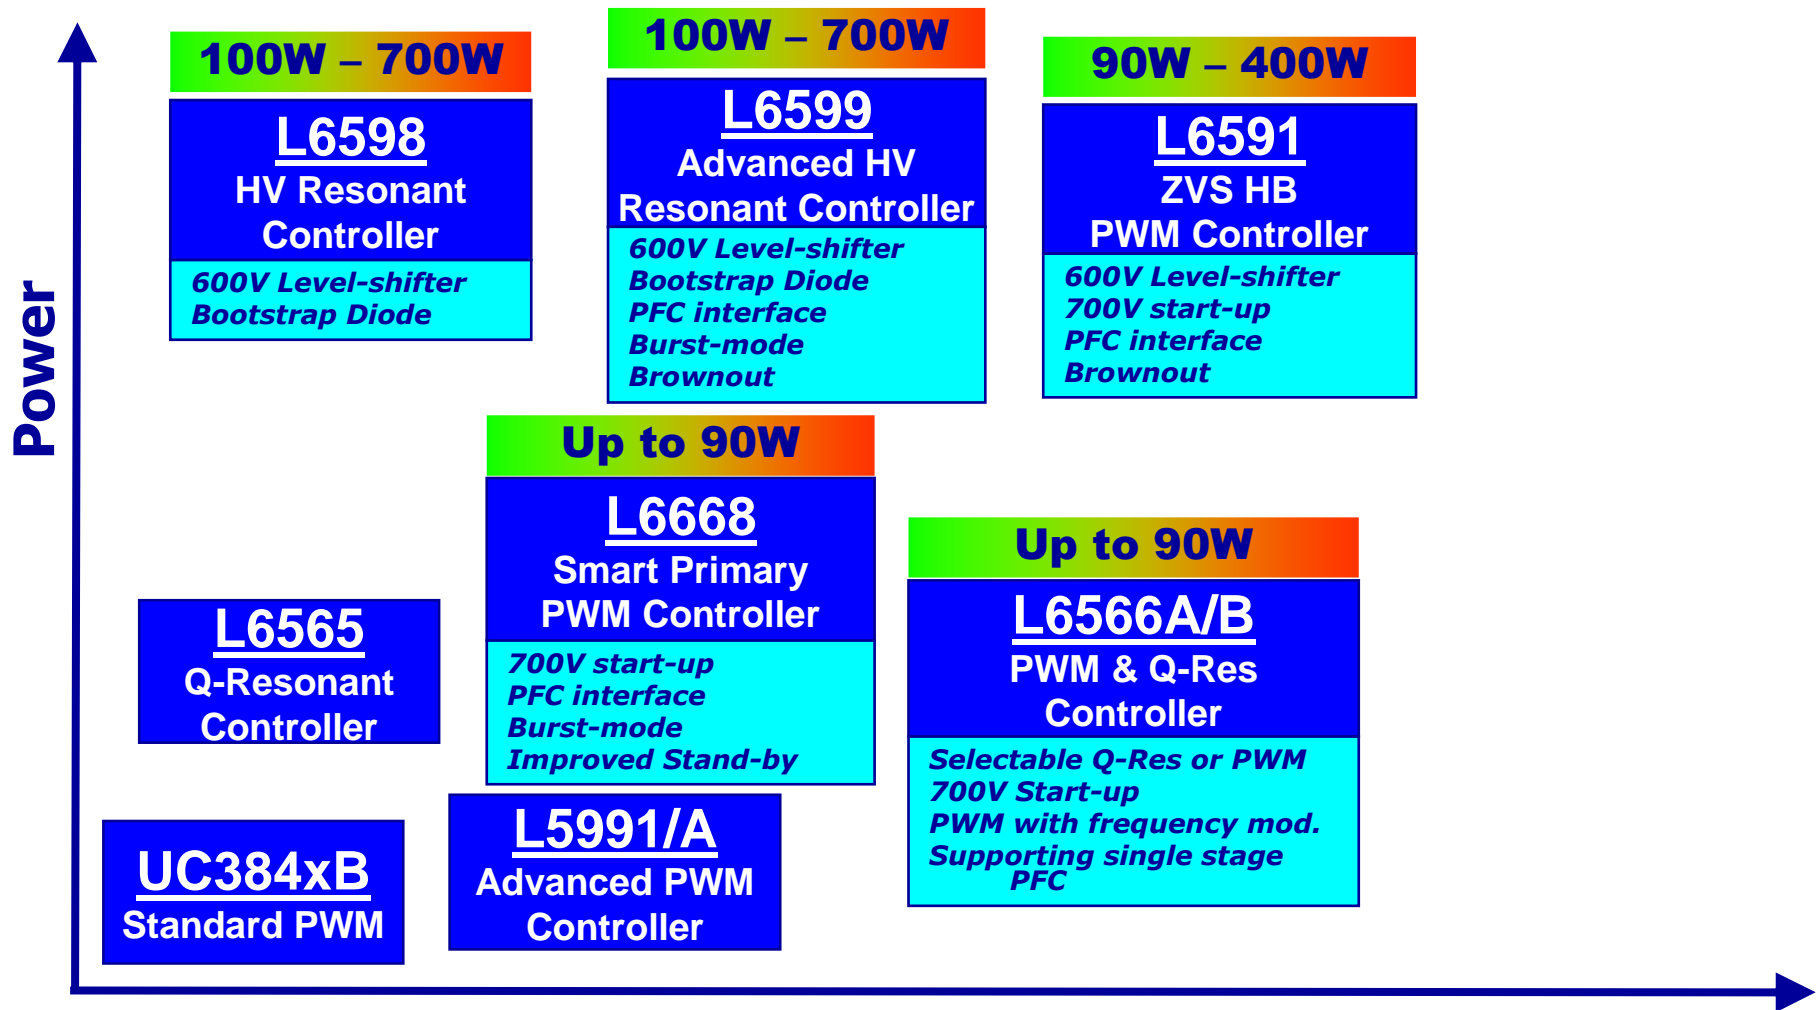 Power
100W – 700W
L6598
HV Resonant
Controller
600V Level-shifter
Bootstrap Diode
100W – 700W
L6599
Advanced HV
Resonant Controller
600V Level-shifter
Bootstrap Diode
PFC interface
Burst-mode
Brownout
90W – 400W
L6591
ZVS HB
PWM Controller
600V Level-shifter
700V start-up
PFC interface
Brownout
Up to 90W
L6668
Smart Primary
PWM Controller
700V start-up
PFC interface
Burst-mode
Improved Stand-by
Up to 90W
L6566A/B
PWM & Q-Res
Controller
Selectable Q-Res or PWM
700V Start-up
PWM with frequency mod.
Supporting single stage
PFC
L6565
Q-Resonant
Controller
UC384xB
Standard PWM
L5991/A
Advanced PWM
Controller